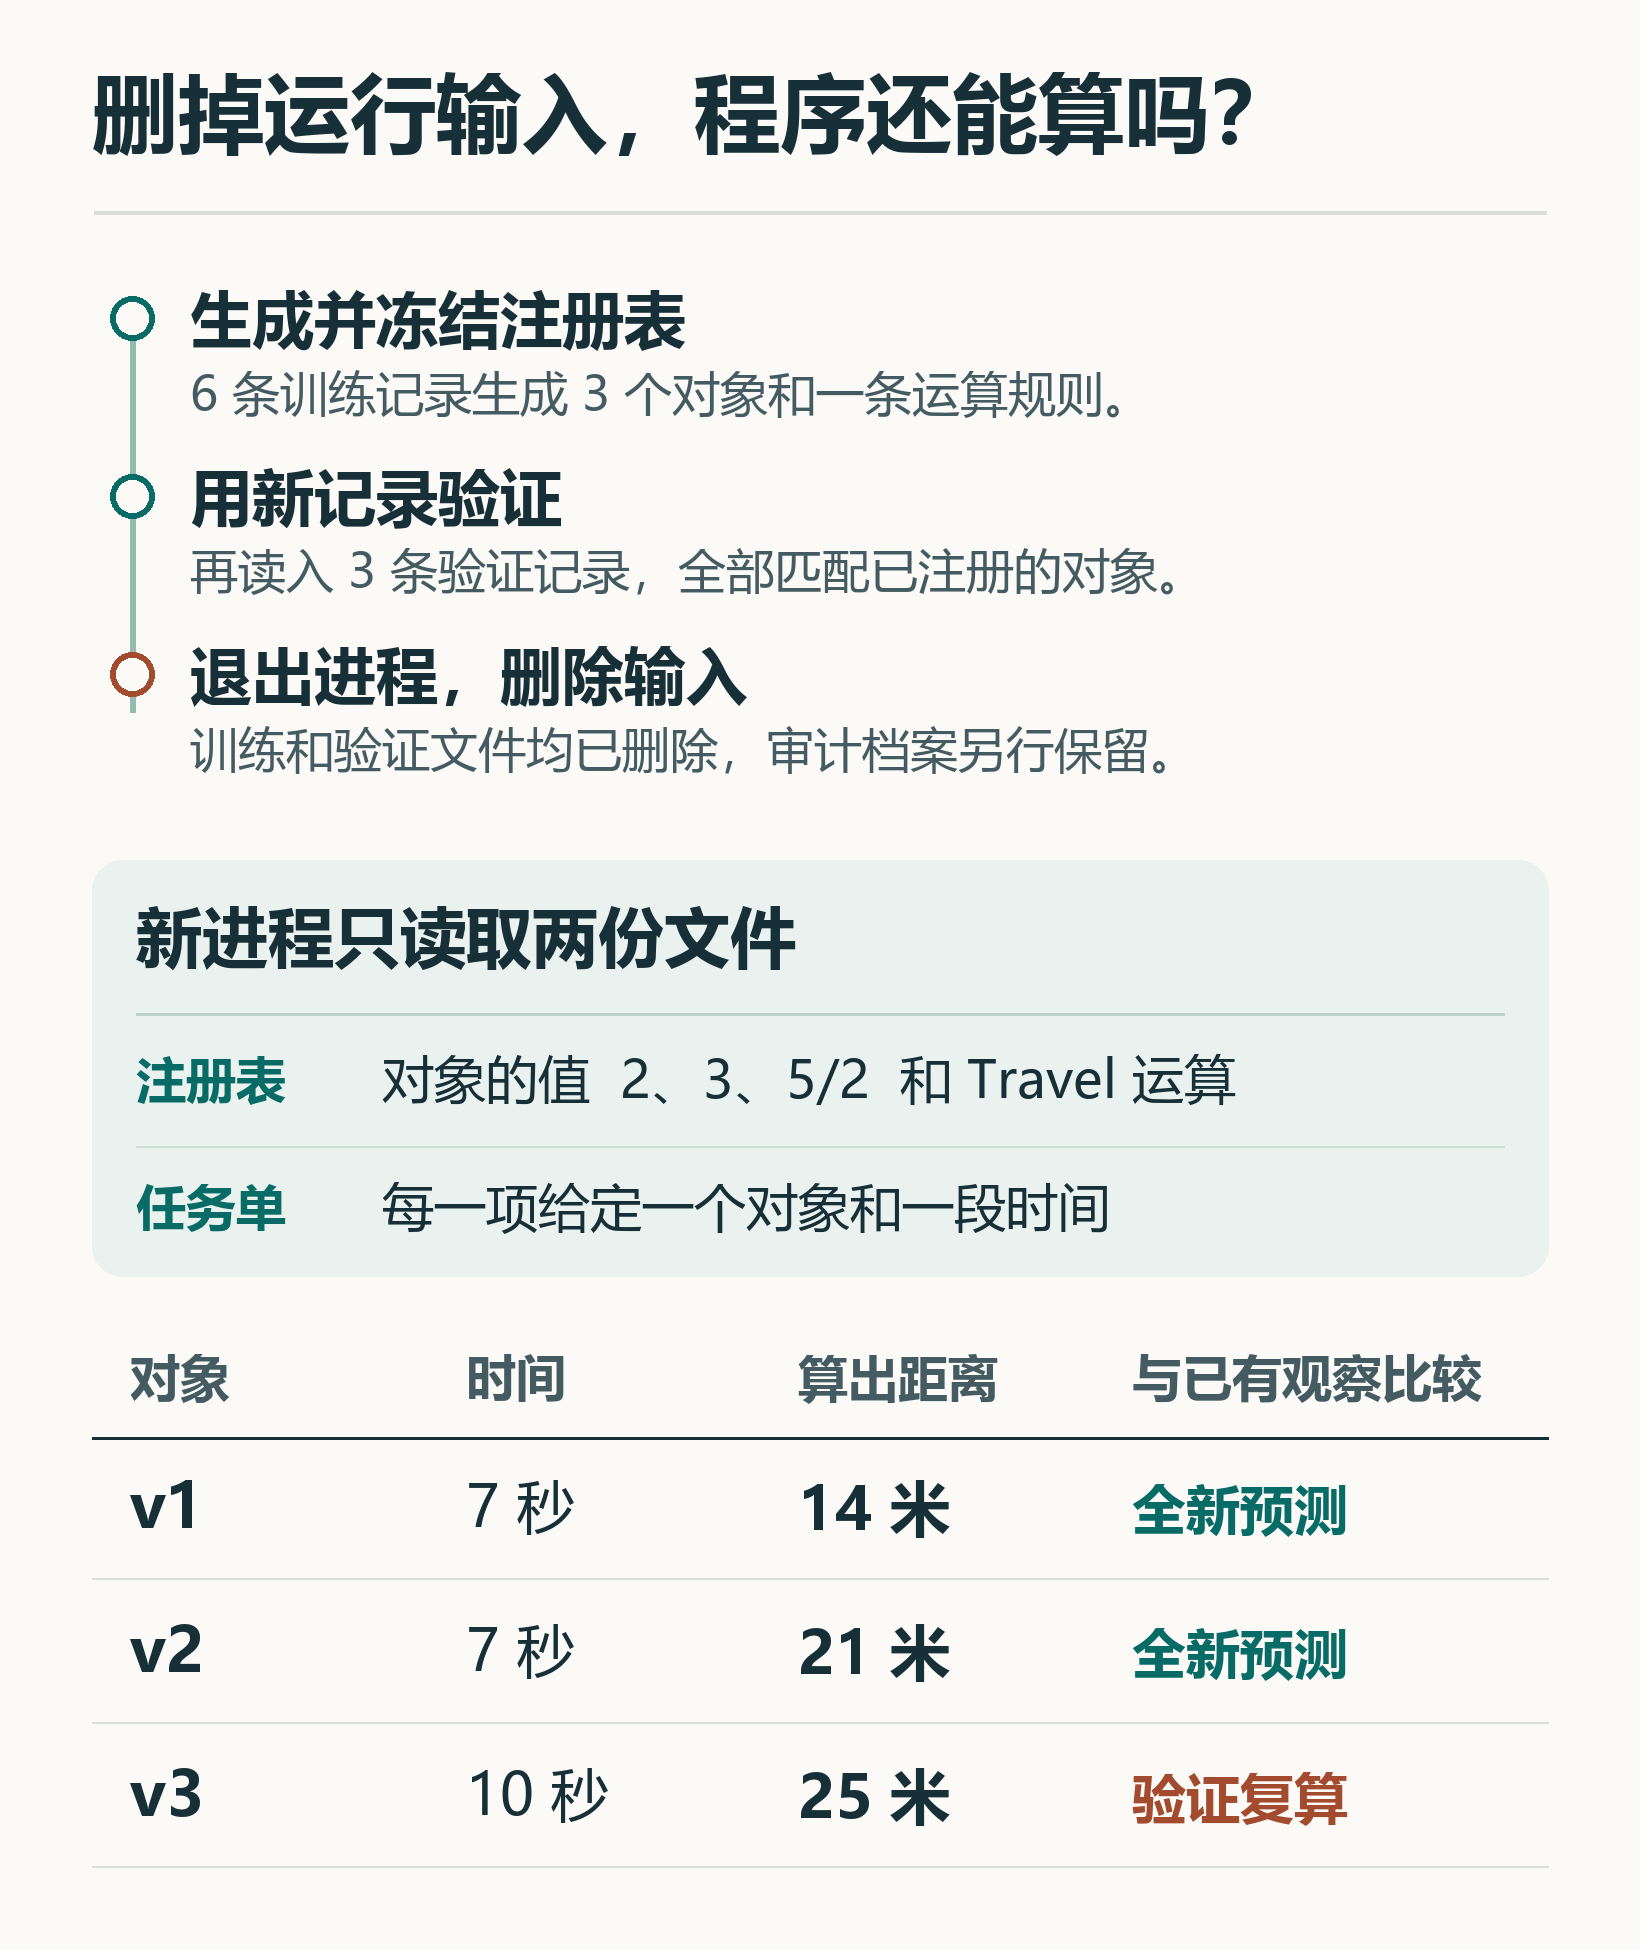 删掉运行输入，程序还能算吗？
生成并冻结注册表
6 条训练记录生成 3 个对象和一条运算规则。
用新记录验证
再读入 3 条验证记录，全部匹配已注册的对象。
退出进程，删除输入
训练和验证文件均已删除，审计档案另行保留。
新进程只读取两份文件
注册表 对象的值 2、3、5/2 和 Travel 运算
任务单 每一项给定一个对象和一段时间
对象 时间 算出距离 与已有观察比较
v1 7 秒 14 米 全新预测
v2 7 秒 21 米 全新预测
v3 10 秒 25 米 验证复算